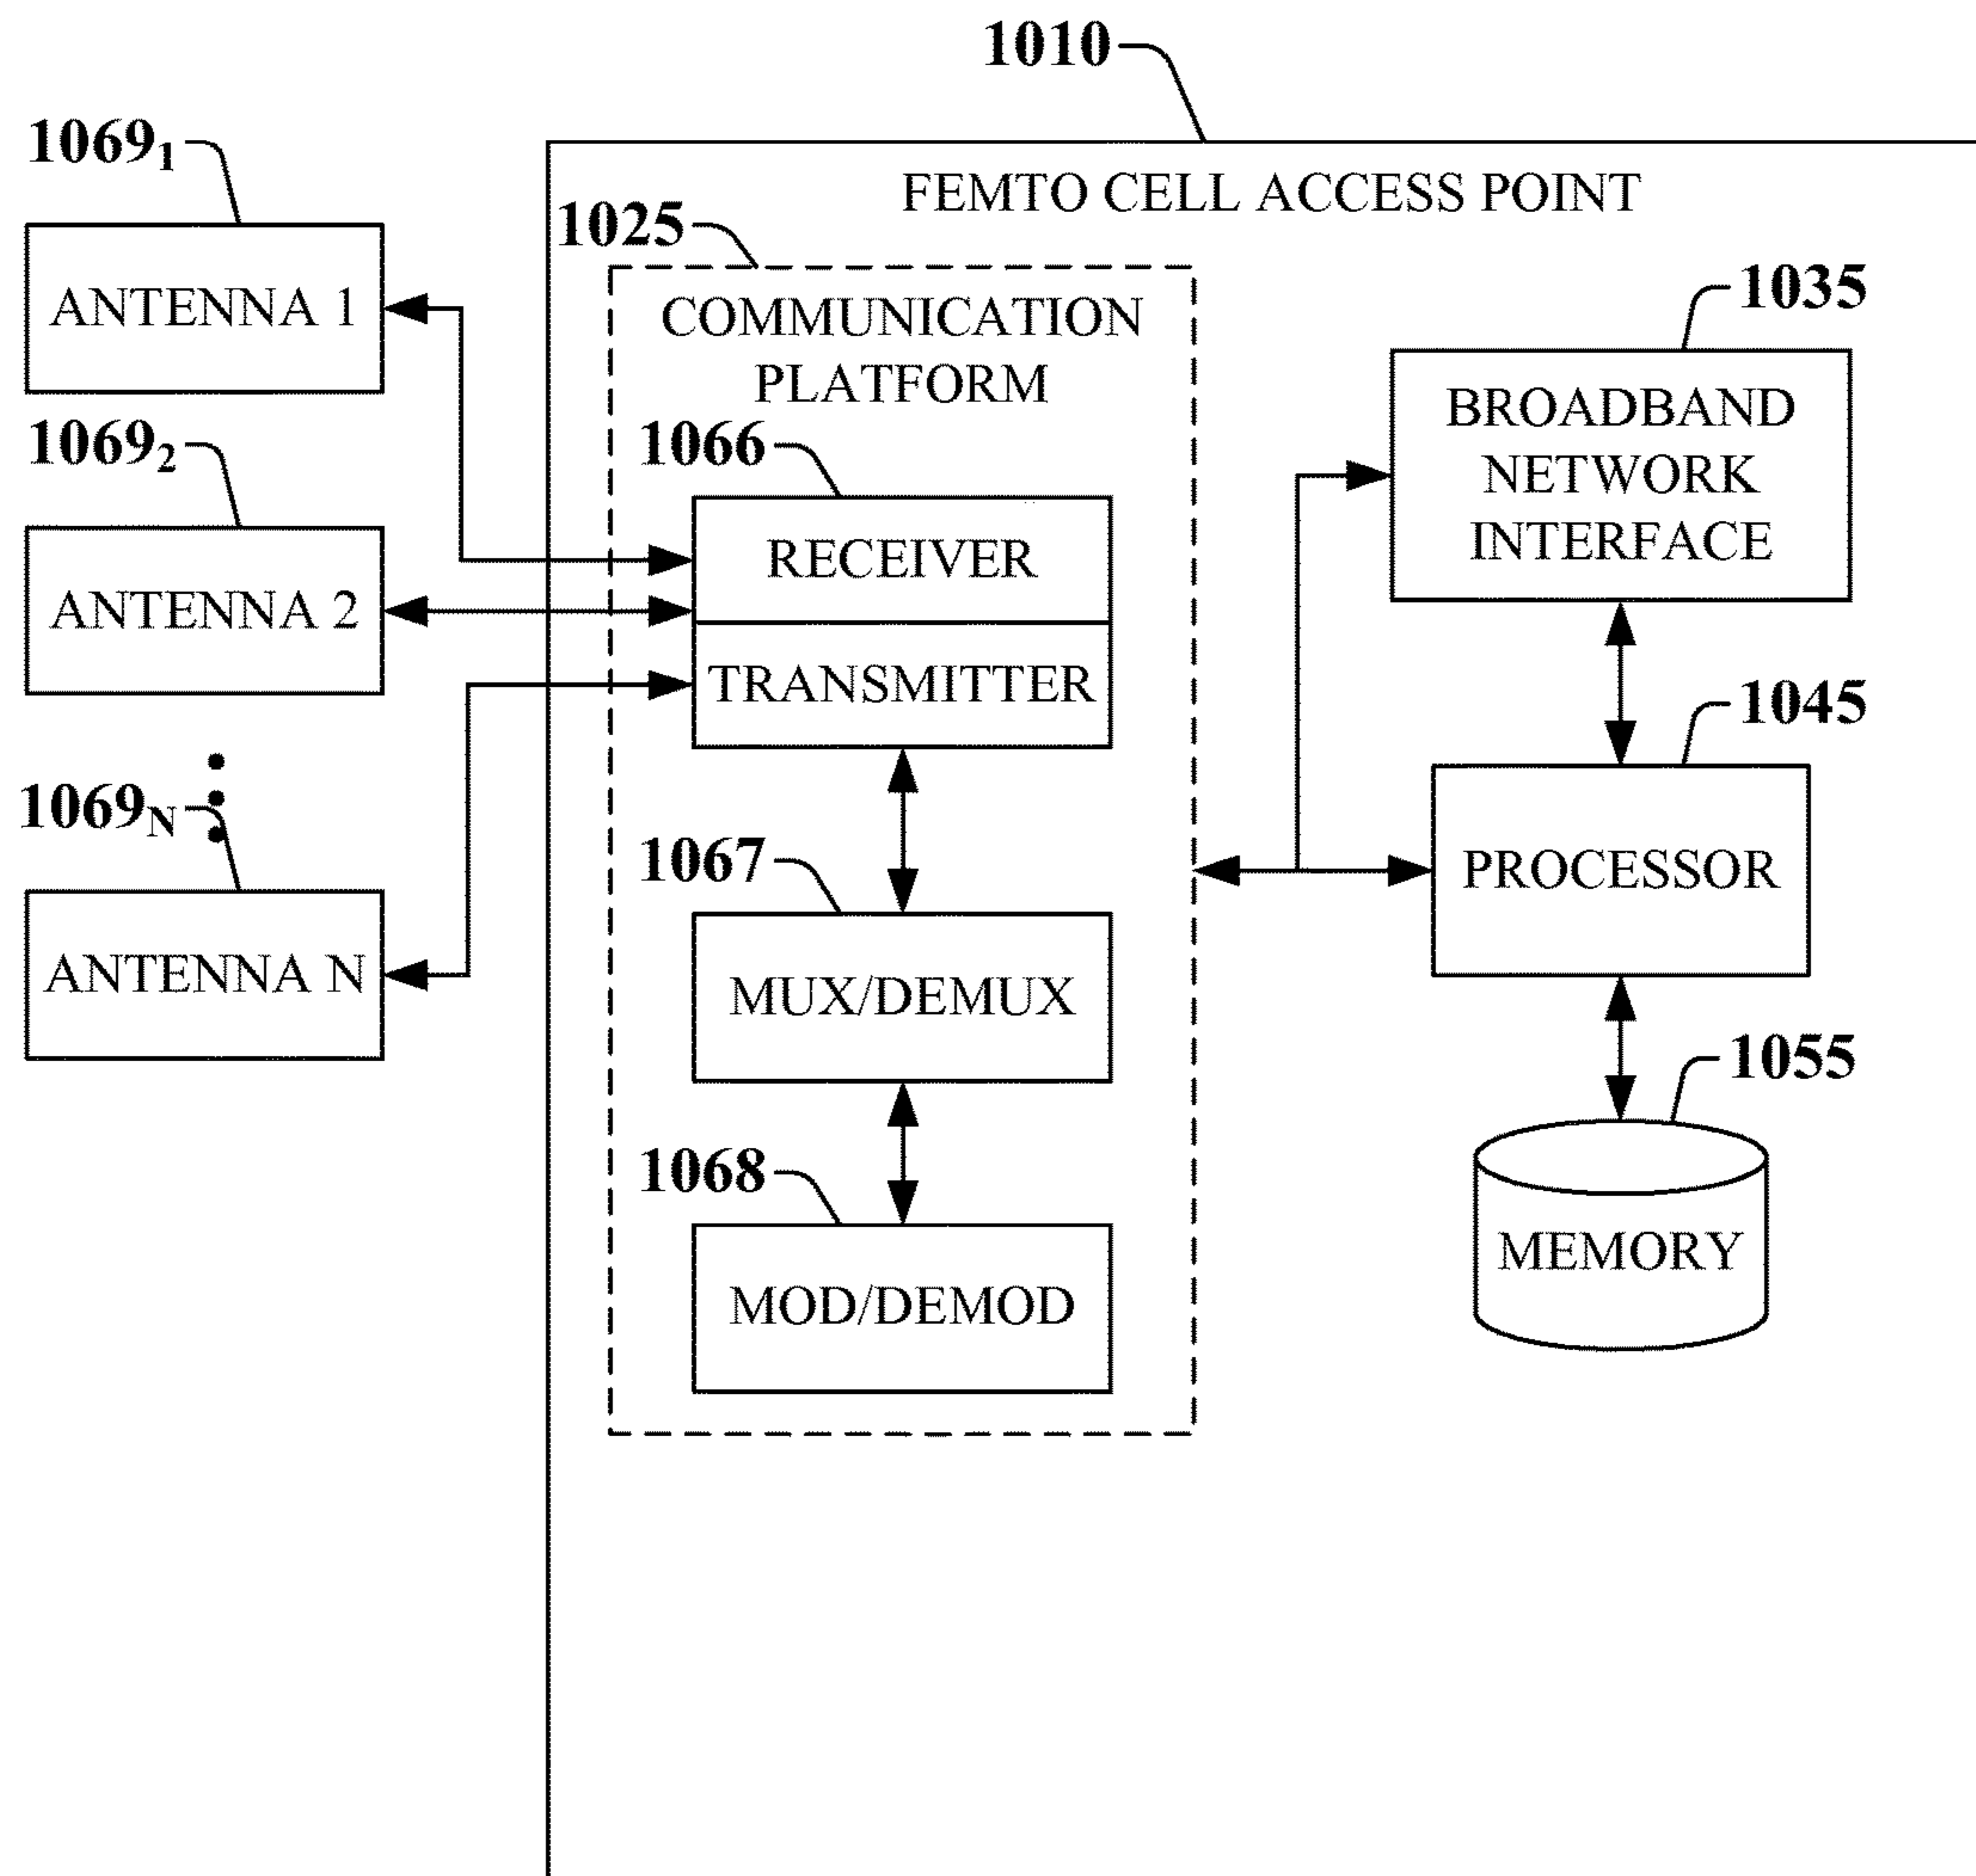 1010
1069₁
FEMTO CELL ACCESS POINT
1025
ANTENNA 1
COMMUNICATION
PLATFORM
1035
BROADBAND
NETWORK
INTERFACE
1069₂
1066
ANTENNA 2
RECEIVER
TRANSMITTER
1045
PROCESSOR
1069N
ANTENNA N
1067
MUX/DEMUX
1055
MEMORY
1068
MOD/DEMOD